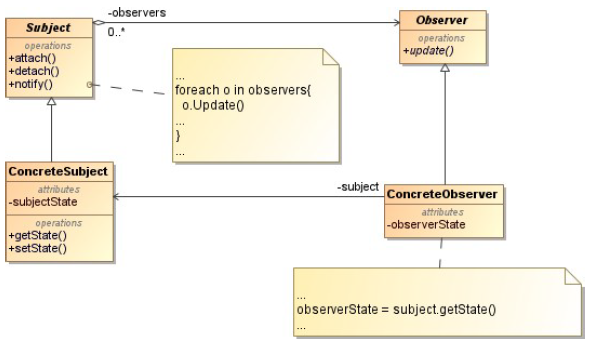 Subject
operations
+attach()
+detach()
+notify()
-observers
0..*
Observer
operations
+update()
...
foreach o in observers{
o.Update()
...
}
...
ConcreteSubject
attributes
-subjectState
operations
+getState()
+setState()
-subject
ConcreteObserver
attributes
-observerState
...
observerState = subject.getState()
...